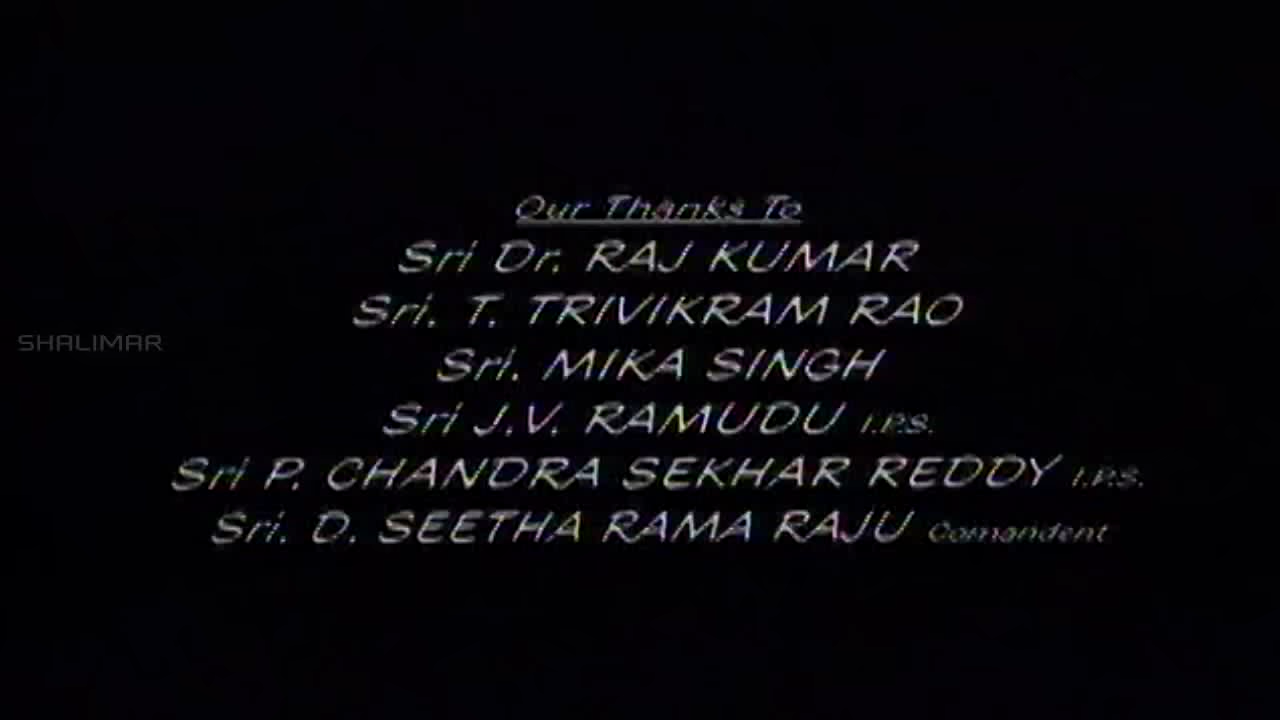 Our Thanks To
Sri Dr. RAJ KUMAR
Sri. T. TRIVIKRAM RAO
SHALIMAR
Sri. MIKA SINGH
Sri J.V. RAMUDU I.P.S.
Sri P. CHANDRA SEKHAR REDDY I.P.S.
Sri. D. SEETHA RAMA RAJU Comandent